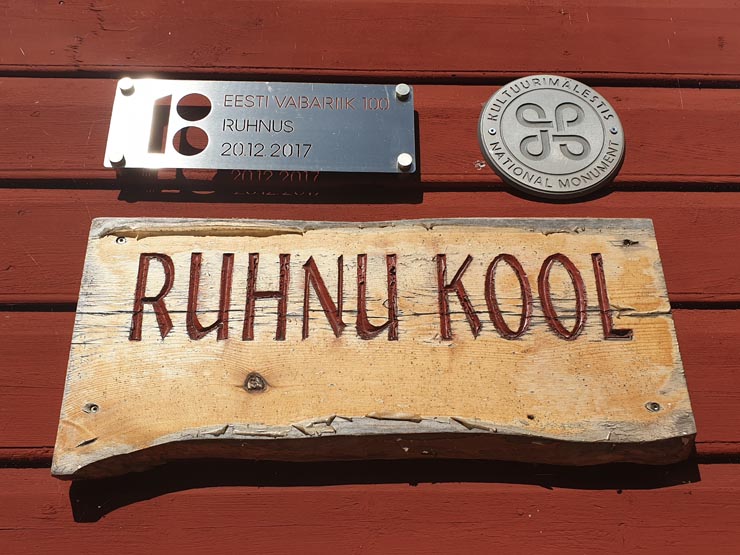 EESTI VABARIIK 100
RUHNUS
20.12.2017
KULTUURIMÄLESTIS
NATIONAL MONUMENT
RUHNU KOOL